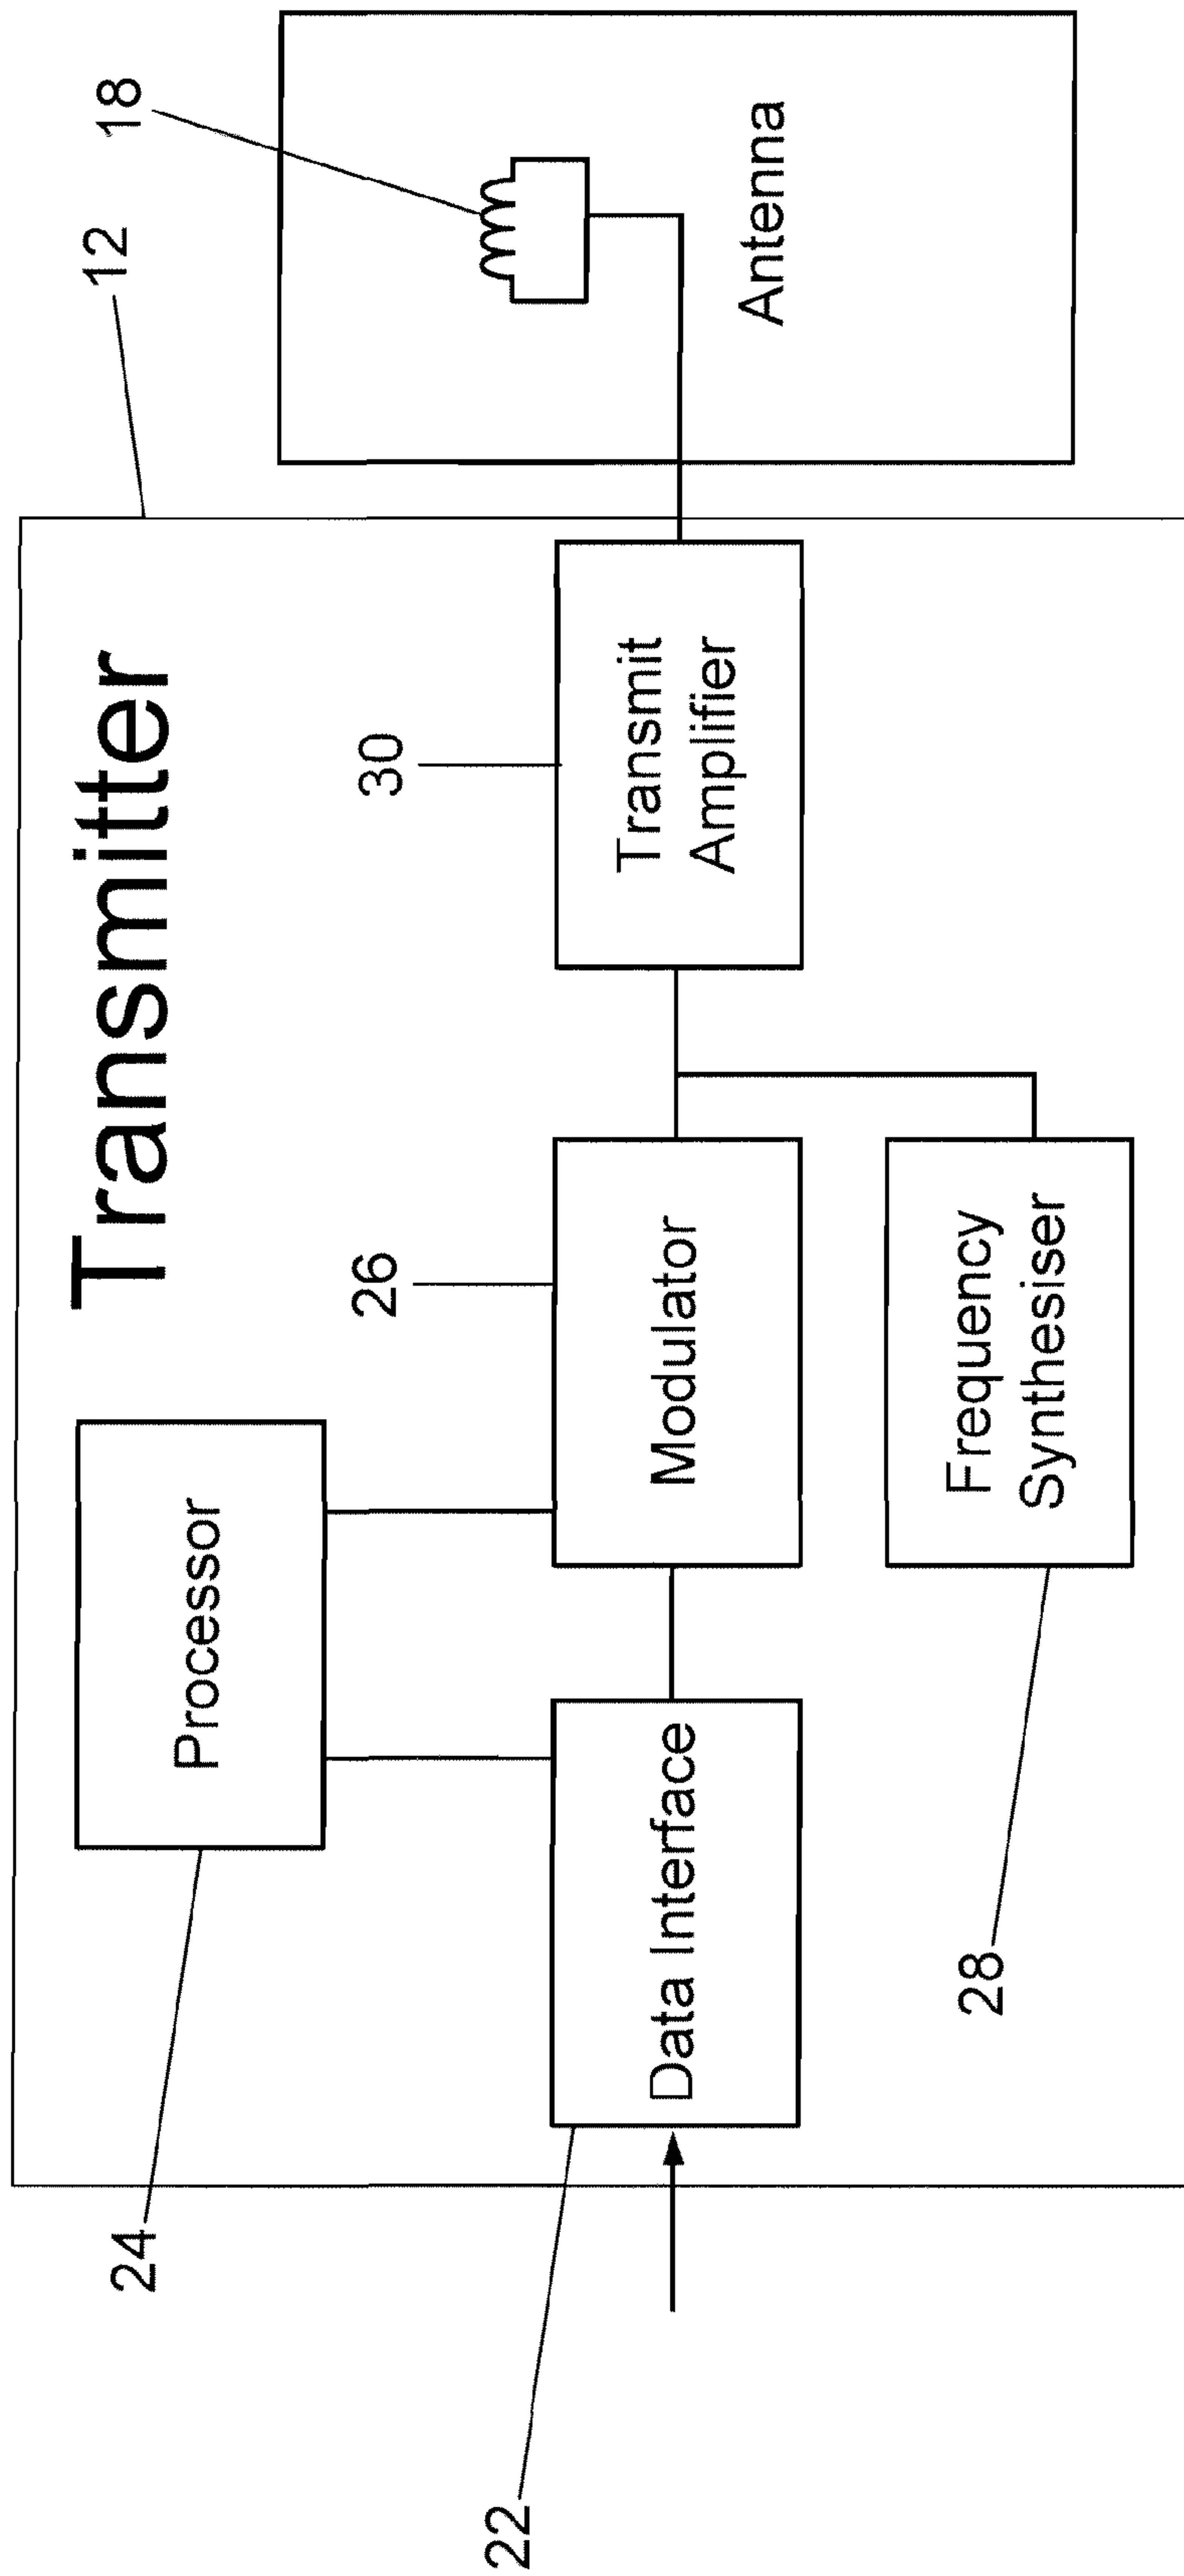 Transmitter
12
18
24
Processor
26
30
22
Data Interface
Modulator
Transmit
Amplifier
Antenna
28
Frequency
Synthesiser